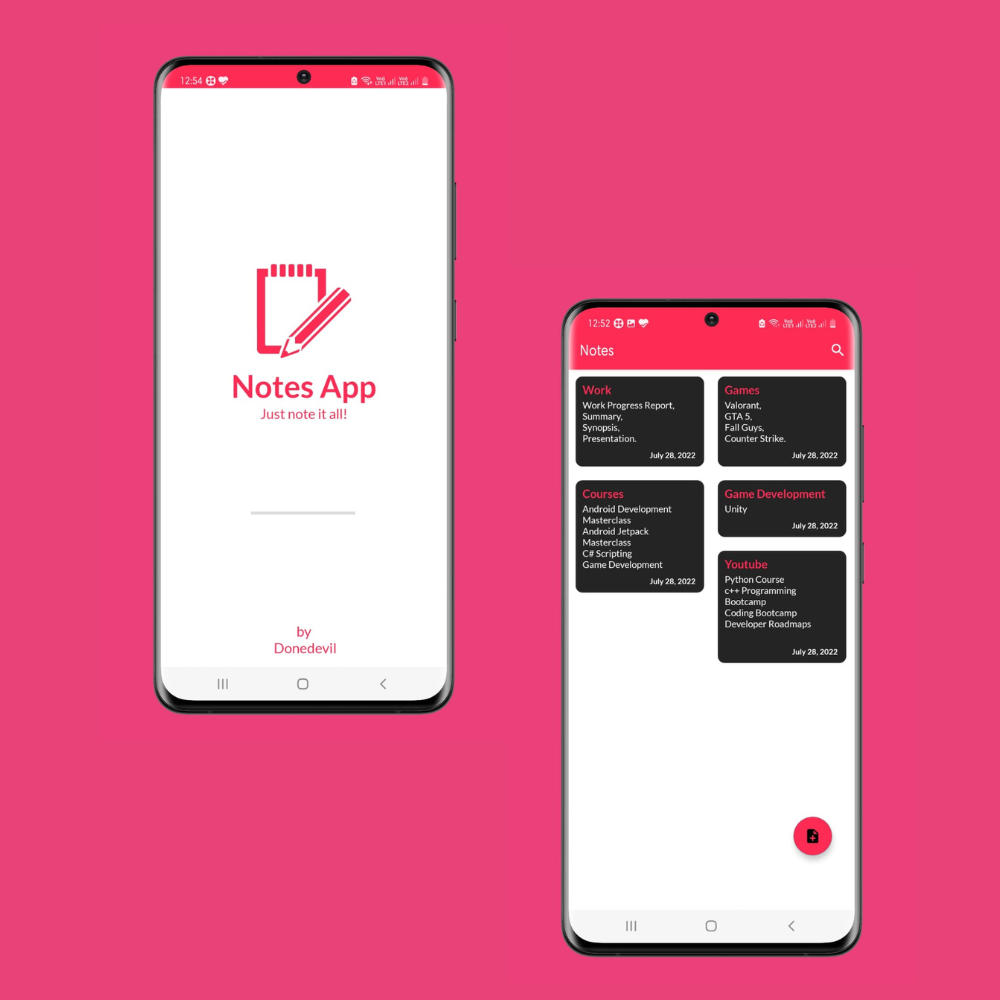 12:54
Notes App
Just note it all!
by
Donedevil
12:52
Notes
Work
Work Progress Report,
Summary,
Synopsis,
Presentation.
July 28, 2022
Games
Valorant,
GTA 5,
Fall Guys,
Counter Strike.
July 28, 2022
Courses
Android Development
Masterclass
Android Jetpack
Masterclass
C# Scripting
Game Development
July 28, 2022
Game Development
Unity
July 28, 2022
Youtube
Python Course
c++ Programming
Bootcamp
Coding Bootcamp
Developer Roadmaps
July 28, 2022